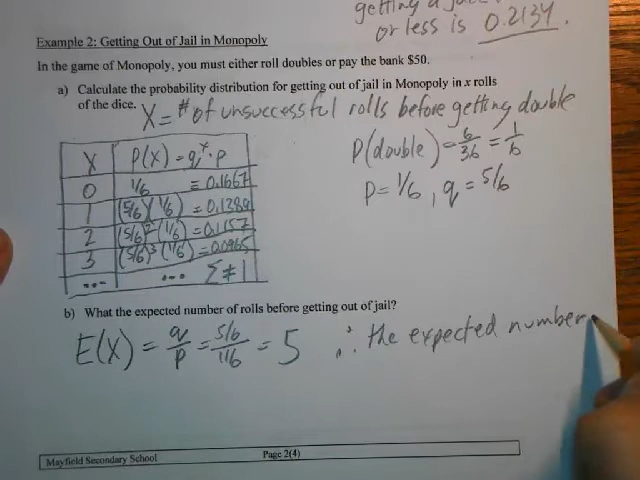 getting a
or less is 0.2134.
Example 2: Getting Out of Jail in Monopoly
In the game of Monopoly, you must either roll doubles or pay the bank $50.
a) Calculate the probability distribution for getting out of jail in Monopoly in x rolls
of the dice.
X = # of unsuccessful rolls before getting double
P(double) = 6/36 = 1/6
P = 1/6, q = 5/6
X P(x) = q^x · p
0 1/6 = 0.1667
1 (5/6)(1/6) = 0.1389
2 (5/6)^2 (1/6) = 0.1157
3 (5/6)^3 (1/6) = 0.0965
... ... Σ≠1
b) What the expected number of rolls before getting out of jail?
E(X) = q/p = 5/6 / 1/6 = 5 ∴ the expected number
Mayfield Secondary School Page 2(4)